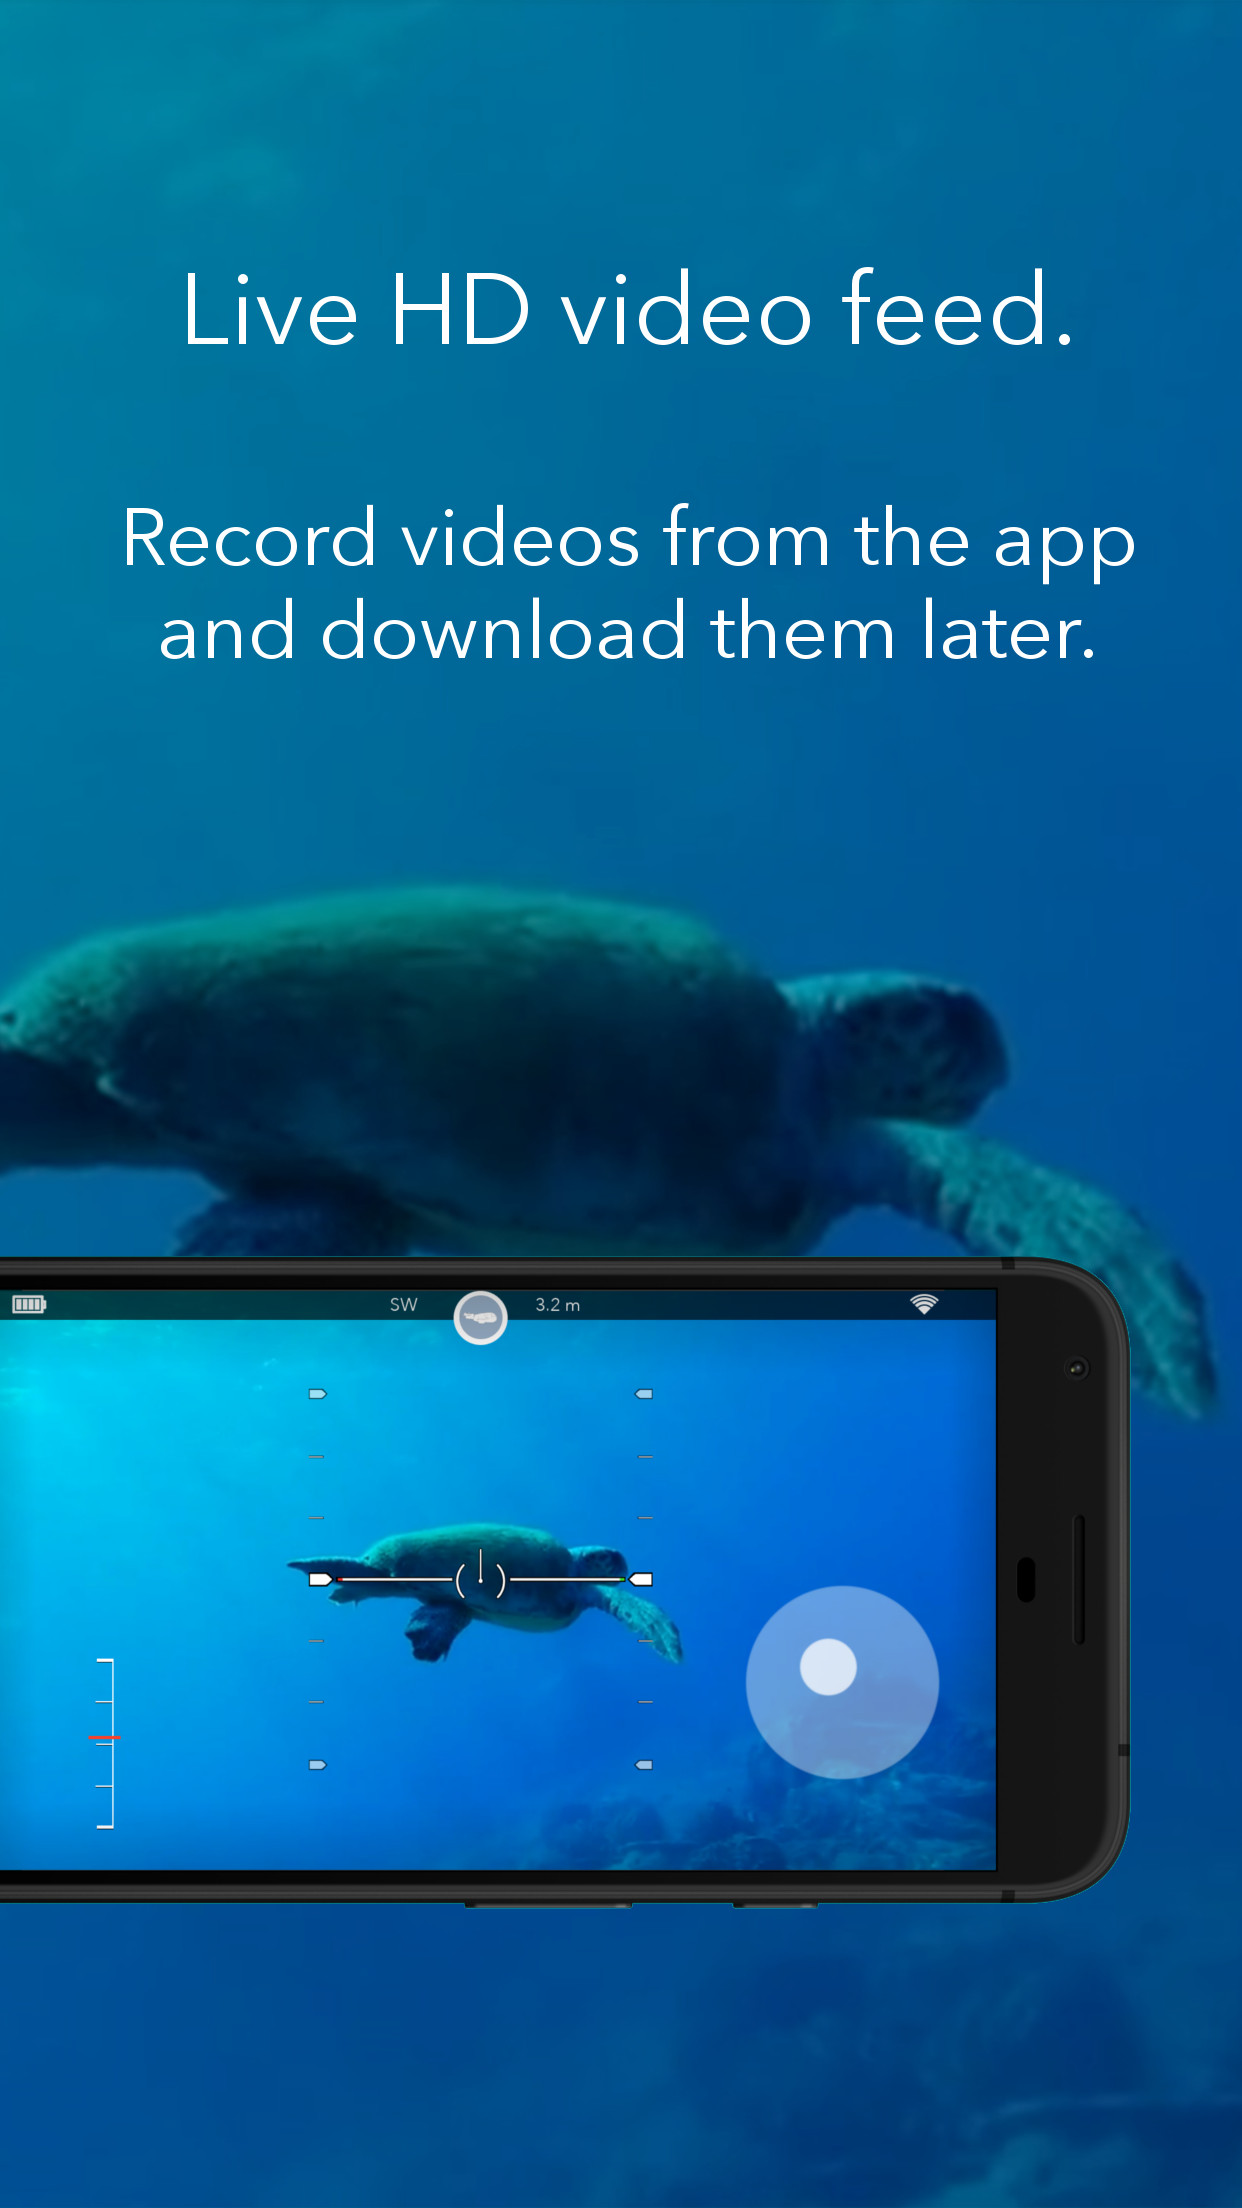 Live HD video feed.
Record videos from the app
and download them later.
SW
3.2 m